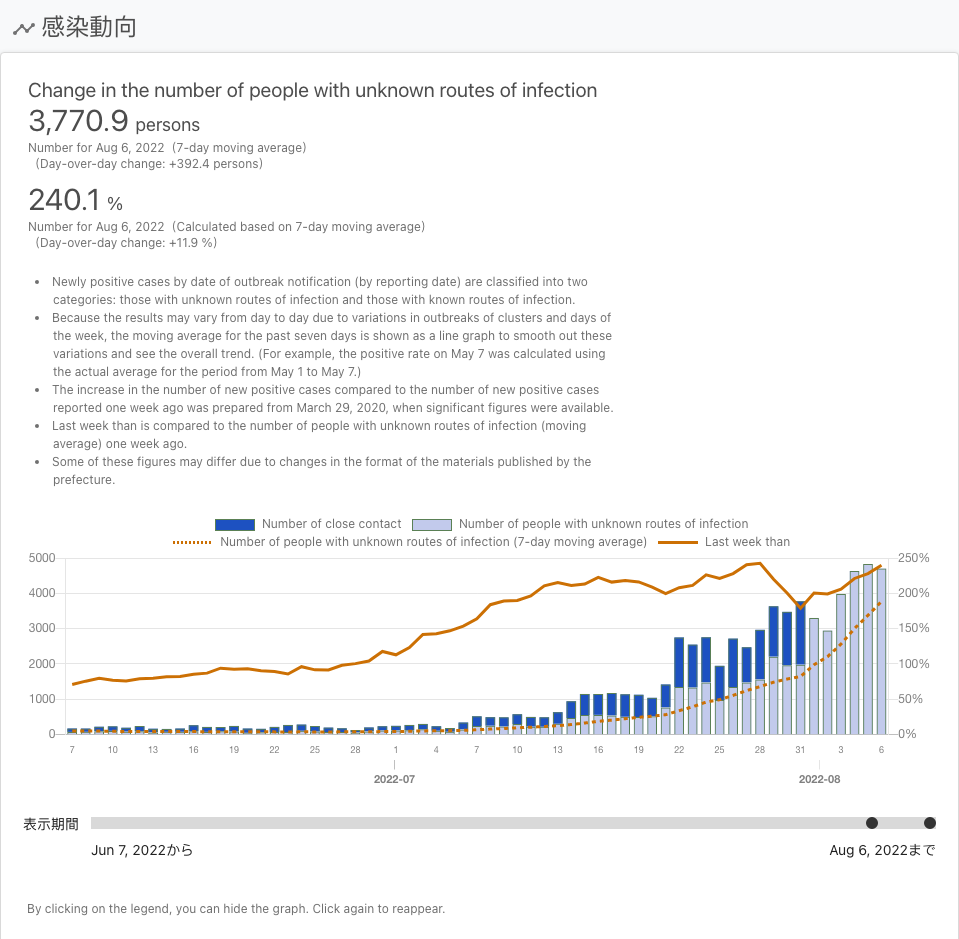 感染動向
Change in the number of people with unknown routes of infection
3,770.9 persons
Number for Aug 6, 2022 (7-day moving average)
(Day-over-day change: +392.4 persons)
240.1 %
Number for Aug 6, 2022 (Calculated based on 7-day moving average)
(Day-over-day change: +11.9 %)
• Newly positive cases by date of outbreak notification (by reporting date) are classified into two
categories: those with unknown routes of infection and those with known routes of infection.
• Because the results may vary from day to day due to variations in outbreaks of clusters and days of
the week, the moving average for the past seven days is shown as a line graph to smooth out these
variations and see the overall trend. (For example, the positive rate on May 7 was calculated using
the actual average for the period from May 1 to May 7.)
• The increase in the number of new positive cases compared to the number of new positive cases
reported one week ago was prepared from March 29, 2020, when significant figures were available.
• Last week than is compared to the number of people with unknown routes of infection (moving
average) one week ago.
• Some of these figures may differ due to changes in the format of the materials published by the
prefecture.
Number of close contact Number of people with unknown routes of infection
Number of people with unknown routes of infection (7-day moving average) Last week than
5000 250%
4000 200%
3000 150%
2000 100%
1000 50%
0 0%
7 10 13 16 19 22 25 28 1 4 7 10 13 16 19 22 25 28 31 3 6
2022-07 2022-08
表示期間
Jun 7, 2022から Aug 6, 2022まで
By clicking on the legend, you can hide the graph. Click again to reappear.